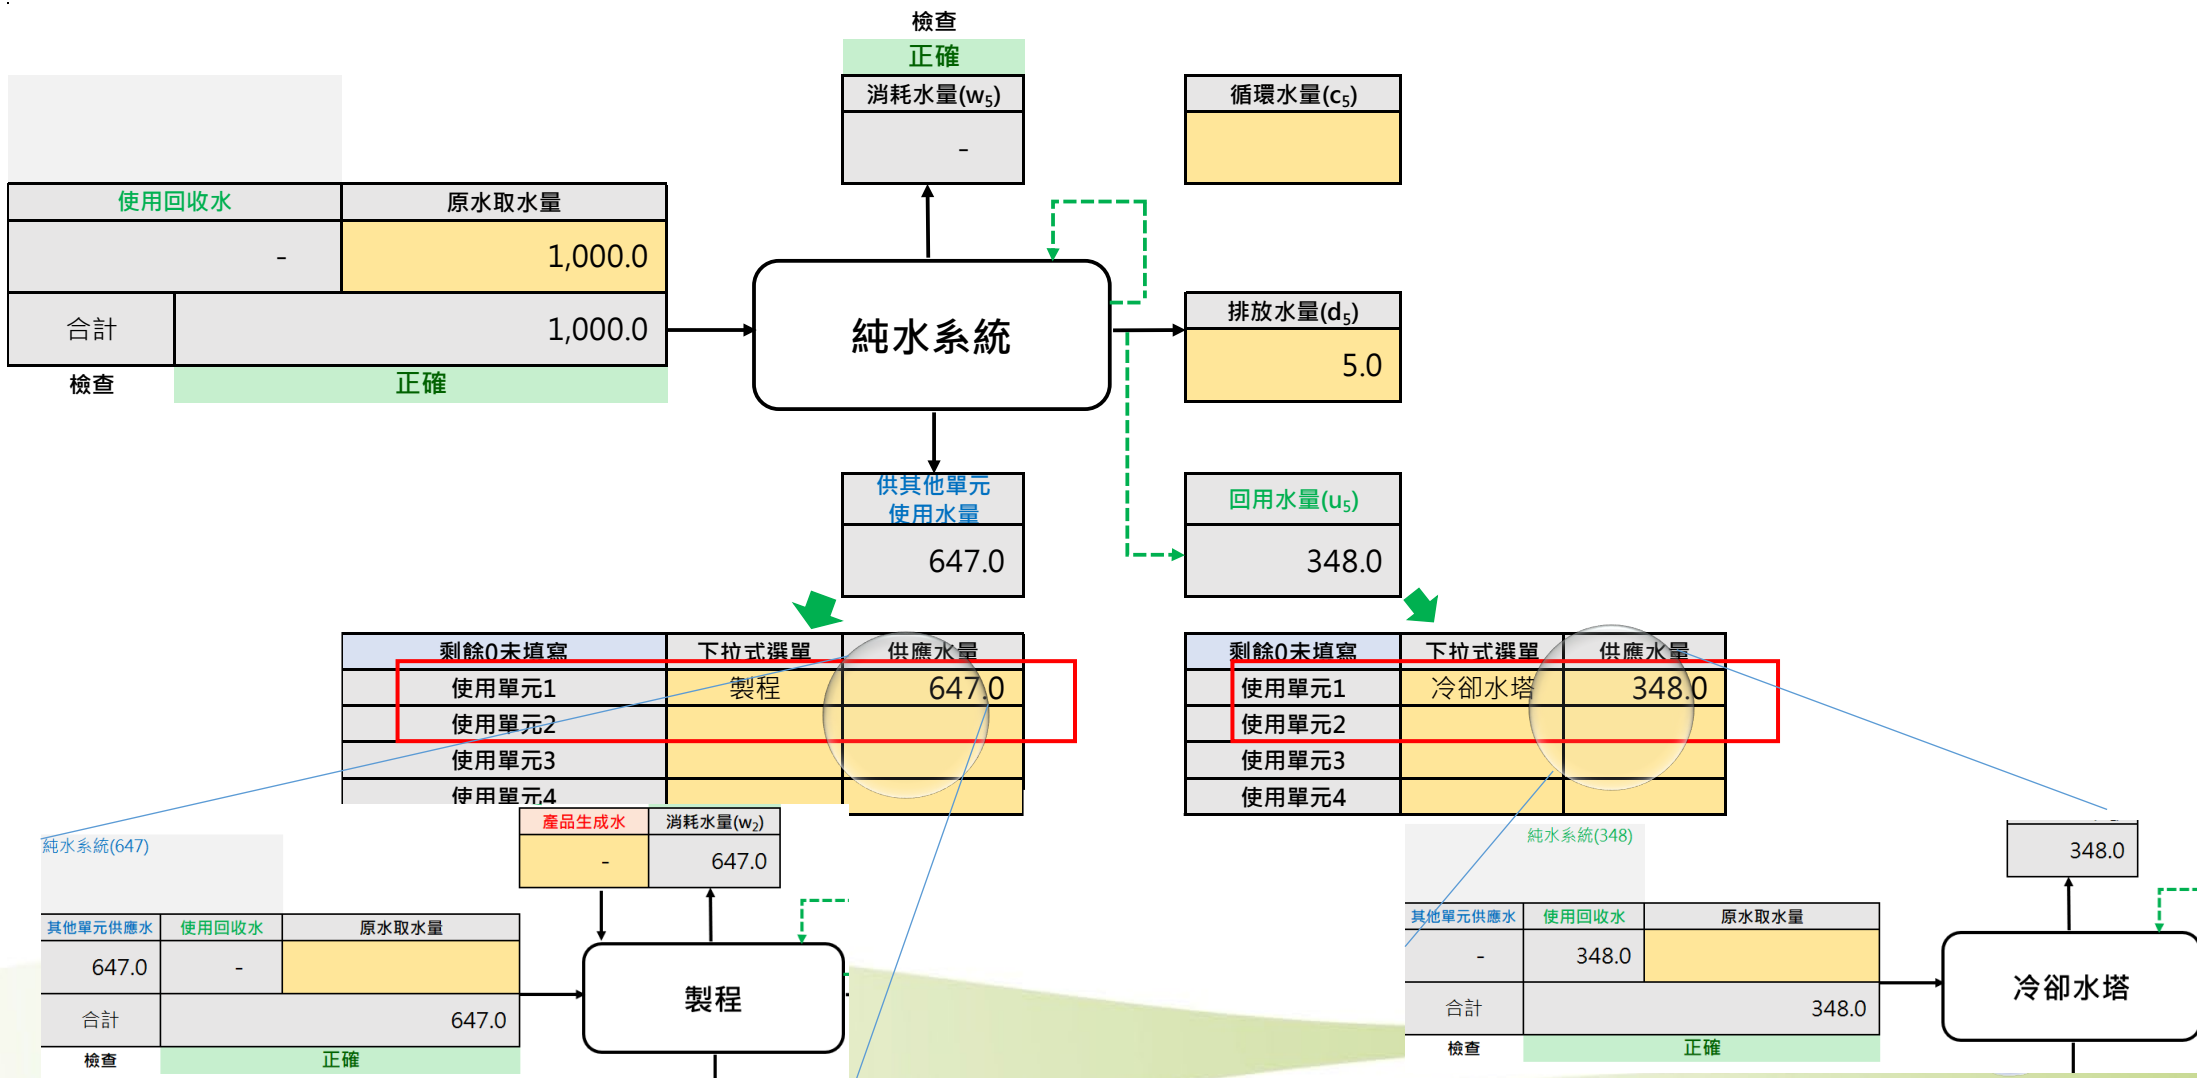 檢查
正確
消耗水量(w5)
-
循環水量(c5)
使用回收水 原水取水量
- 1,000.0
合計 1,000.0
檢查 正確
純水系統
排放水量(d5)
5.0
供其他單元
使用水量
647.0
回用水量(u5)
348.0
剩餘0未填寫 下拉式選單 供應水量
使用單元1 製程 647.0
使用單元2
使用單元3
使用單元4
剩餘0未填寫 下拉式選單 供應水量
使用單元1 冷卻水塔 348.0
使用單元2
使用單元3
使用單元4
產品生成水 消耗水量(w2)
- 647.0
純水系統(647)
其他單元供應水 使用回收水 原水取水量
647.0 -
合計 647.0
檢查 正確
製程
純水系統(348)
348.0
其他單元供應水 使用回收水 原水取水量
- 348.0
合計 348.0
檢查 正確
冷卻水塔